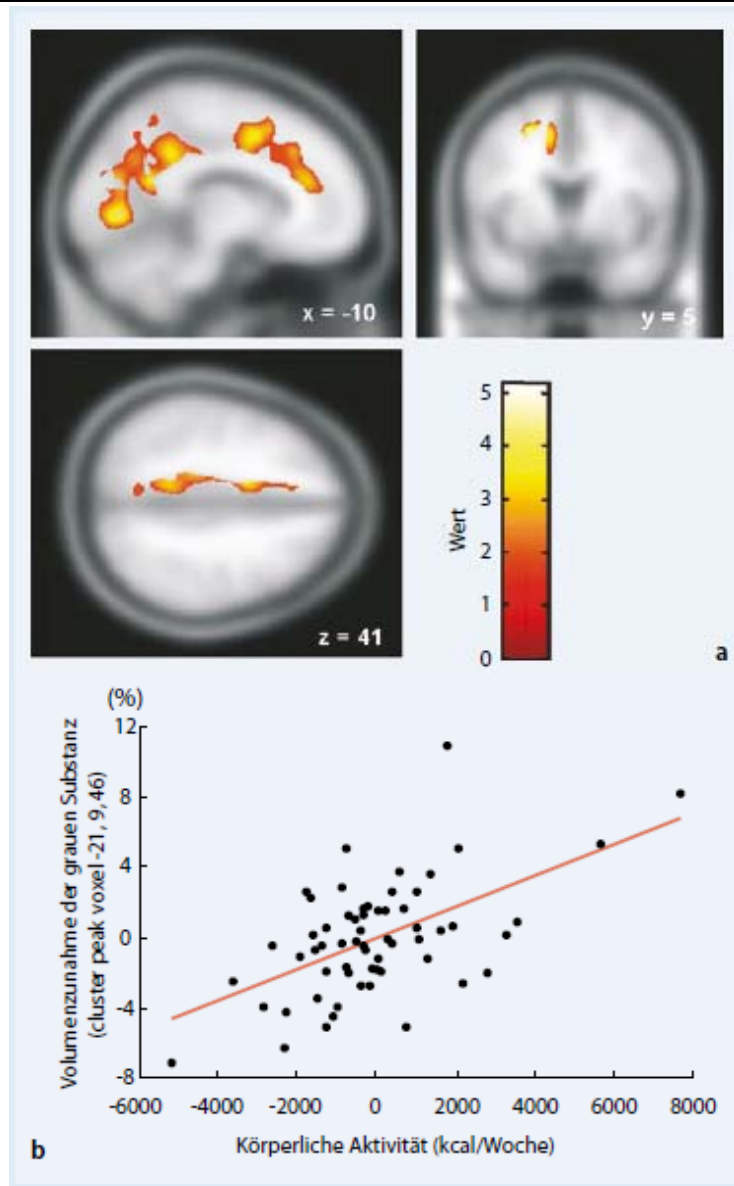 x = -10
y = 5
z = 41
5
4
3
2
1
0
Wert
a
(%)
12
8
4
0
-4
-8
Volumenzunahme der grauen Substanz
(cluster peak voxel -21, 9,46)
-6000 -4000 -2000 0 2000 4000 6000 8000
Körperliche Aktivität (kcal/Woche)
b